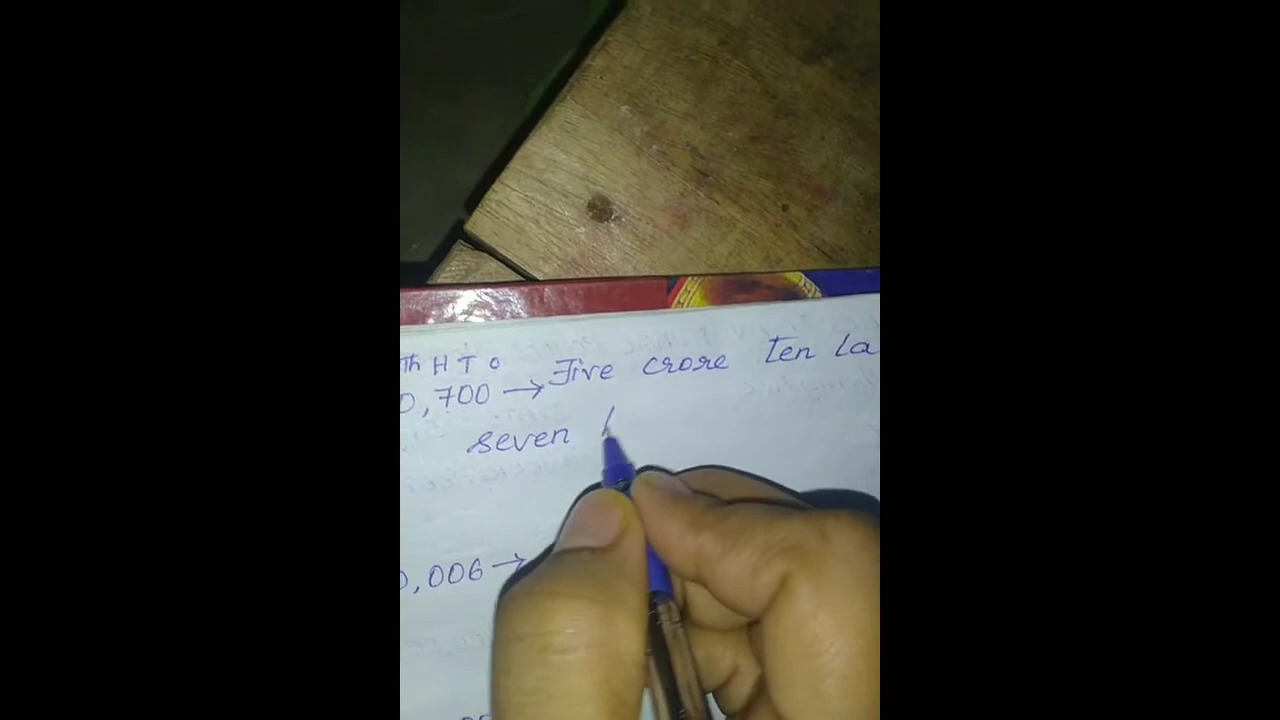 Th H T O
0,700 → Five crore Ten La
seven
0,006 →